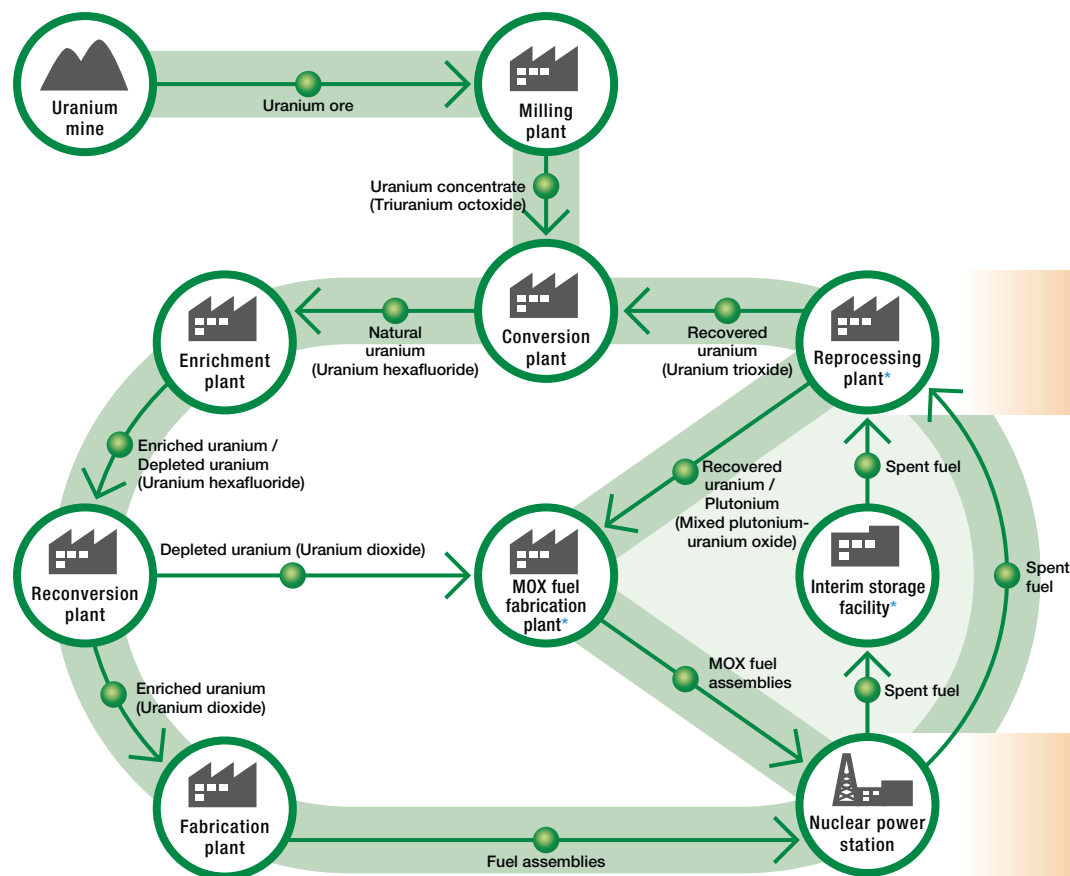 Uranium
mine
Uranium ore
Milling
plant
Uranium concentrate
(Triuranium octoxide)
Enrichment
plant
Natural
uranium
(Uranium hexafluoride)
Conversion
plant
Recovered
uranium
(Uranium trioxide)
Reprocessing
plant*
Enriched uranium /
Depleted uranium
(Uranium hexafluoride)
Recovered
uranium /
Plutonium
(Mixed plutonium-
uranium oxide)
Spent fuel
Reconversion
plant
Depleted uranium (Uranium dioxide)
MOX fuel
fabrication
plant*
Interim storage
facility*
Spent
fuel
Enriched uranium
(Uranium dioxide)
MOX fuel
assemblies
Spent fuel
Fabrication
plant
Fuel assemblies
Nuclear power
station